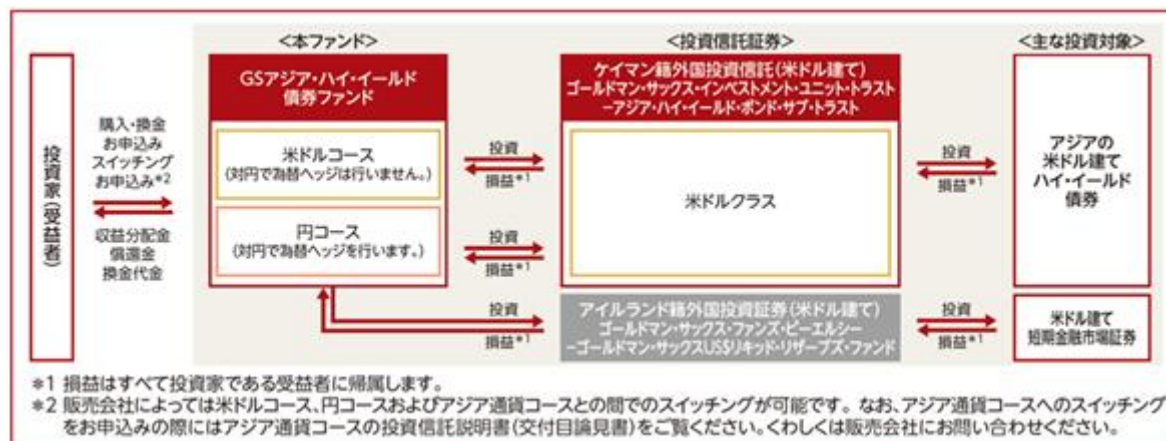 <本ファンド>
<投資信託証券>
<主な投資対象>
投資家(受益者)
購入・換金
お申込み
スイッチング
お申込み*2
収益分配金
償還金
換金代金
GSアジア・ハイ・イールド
債券ファンド
米ドルコース
(対円で為替ヘッジは行いません。)
円コース
(対円で為替ヘッジを行います。)
投資
損益*1
投資
損益*1
投資
損益*1
ケイマン籍外国投資信託(米ドル建て)
ゴールドマン・サックス・インベストメント・ユニット・トラスト
-アジア・ハイ・イールド・ボンド・サブ・トラスト
米ドルクラス
アイルランド籍外国投資証券(米ドル建て)
ゴールドマン・サックス・ファンズ・ピーエルシー
-ゴールドマン・サックスUS$リキッド・リザーブズ・ファンド
投資
損益*1
投資
損益*1
アジアの
米ドル建て
ハイ・イールド
債券
米ドル建て
短期金融市場証券
*1 損益はすべて投資家である受益者に帰属します。
*2 販売会社によっては米ドルコース、円コースおよびアジア通貨コースとの間でのスイッチングが可能です。なお、アジア通貨コースへのスイッチング
をお申込みの際にはアジア通貨コースの投資信託説明書(交付目論見書)をご覧ください。くわしくは販売会社にお問い合わせください。